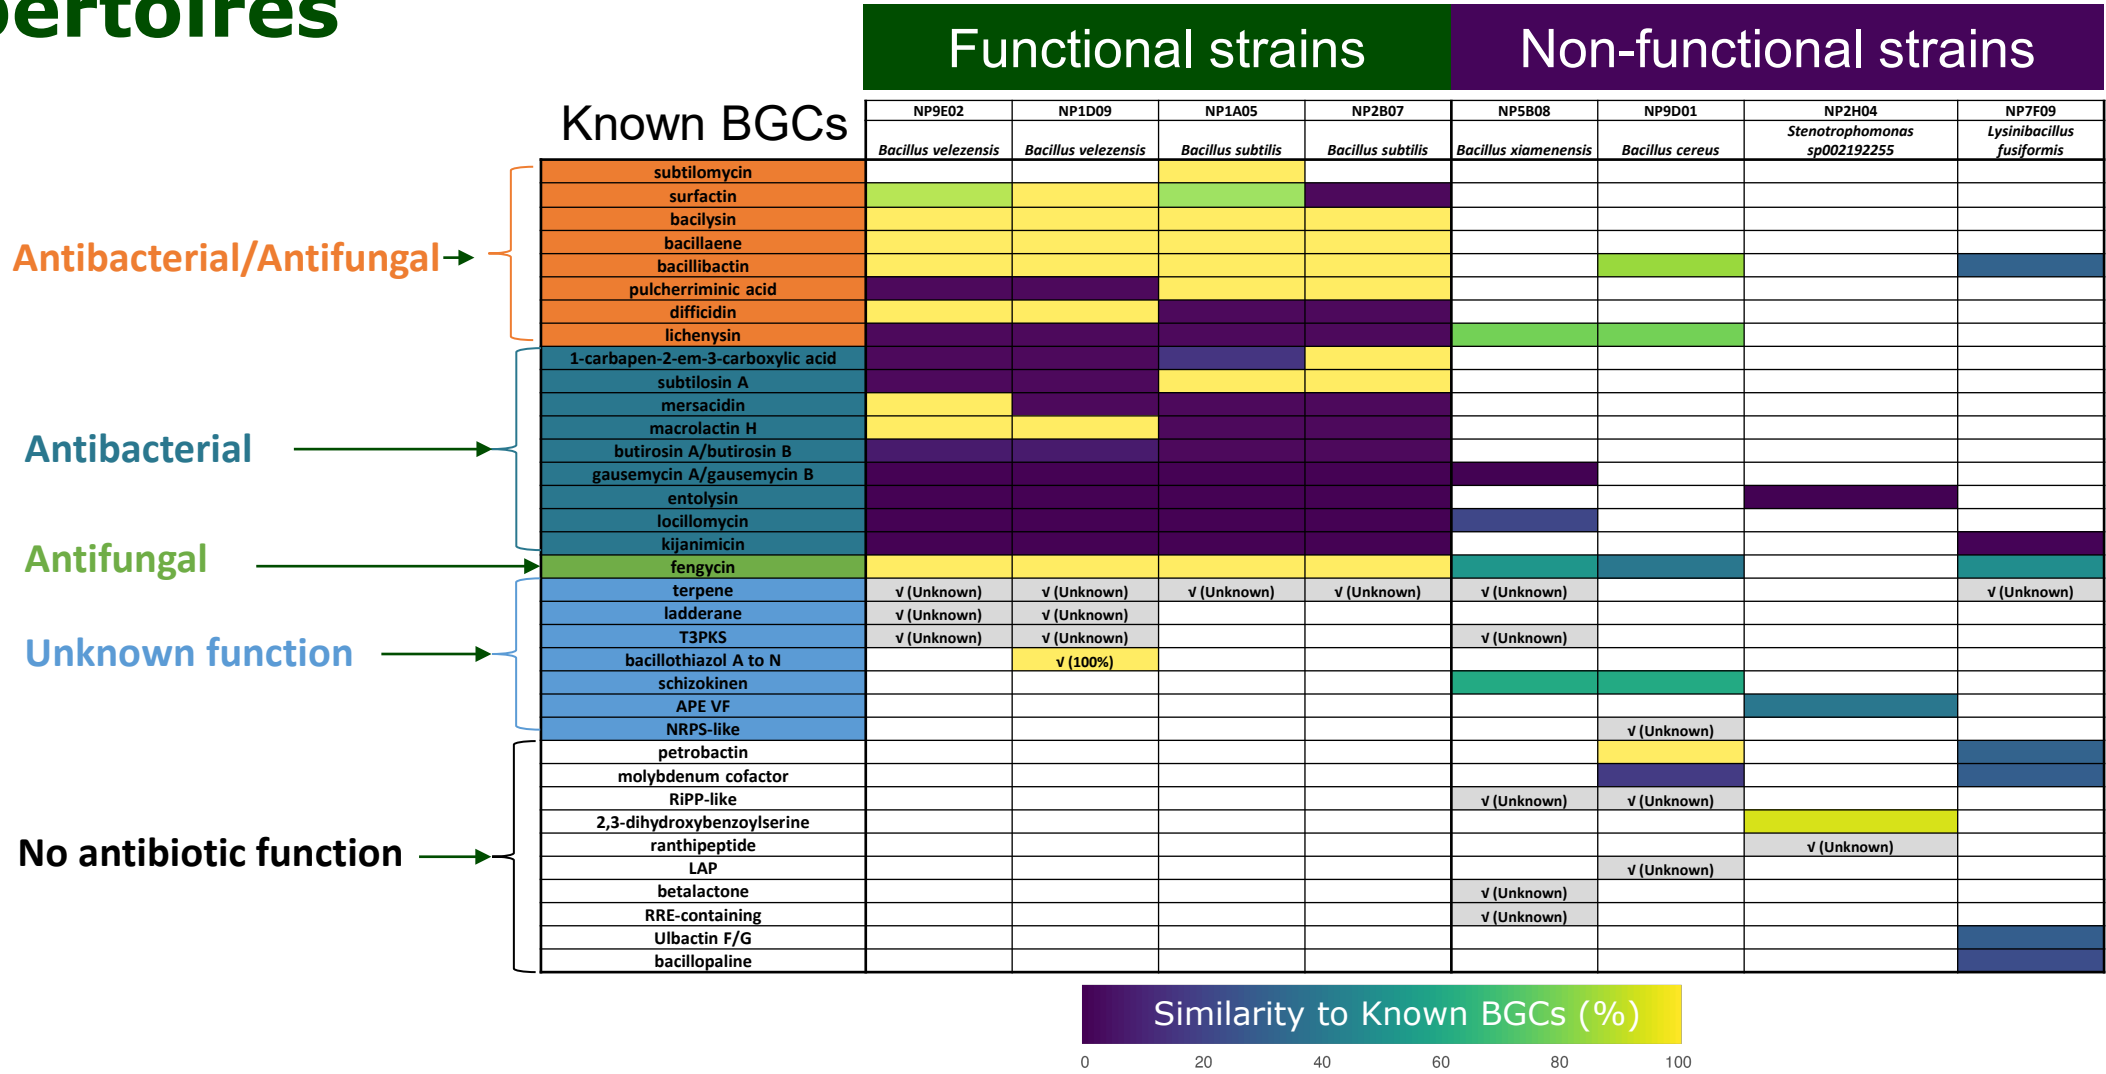 pertoires
Functional strains Non-functional strains
Known BGCs
NP9E02 NP1D09 NP1A05 NP2B07 NP5B08 NP9D01 NP2H04 NP7F09
Bacillus velezensis Bacillus velezensis Bacillus subtilis Bacillus subtilis Bacillus xiamenensis Bacillus cereus Stenotrophomonas sp002192255 Lysinibacillus fusiformis
Antibacterial/Antifungal
subtilomycin
surfactin
bacilysin
bacillaene
bacillibactin
pulcherriminic acid
difficidin
lichenysin
Antibacterial
1-carbapen-2-em-3-carboxylic acid
subtilosin A
mersacidin
macrolactin H
butirosin A/butirosin B
gausemycin A/gausemycin B
entolysin
locillomycin
kijanimicin
Antifungal
fengycin
Unknown function
terpene √ (Unknown) √ (Unknown) √ (Unknown) √ (Unknown) √ (Unknown) √ (Unknown)
ladderane √ (Unknown) √ (Unknown)
T3PKS √ (Unknown) √ (Unknown) √ (Unknown)
bacillothiazol A to N √ (100%)
schizokinen
APE VF
NRPS-like √ (Unknown)
No antibiotic function
petrobactin
molybdenum cofactor
RiPP-like √ (Unknown) √ (Unknown)
2,3-dihydroxybenzoylserine
ranthipeptide √ (Unknown)
LAP √ (Unknown)
betalactone √ (Unknown)
RRE-containing √ (Unknown)
Ulbactin F/G
bacillopaline
Similarity to Known BGCs (%)
0 20 40 60 80 100